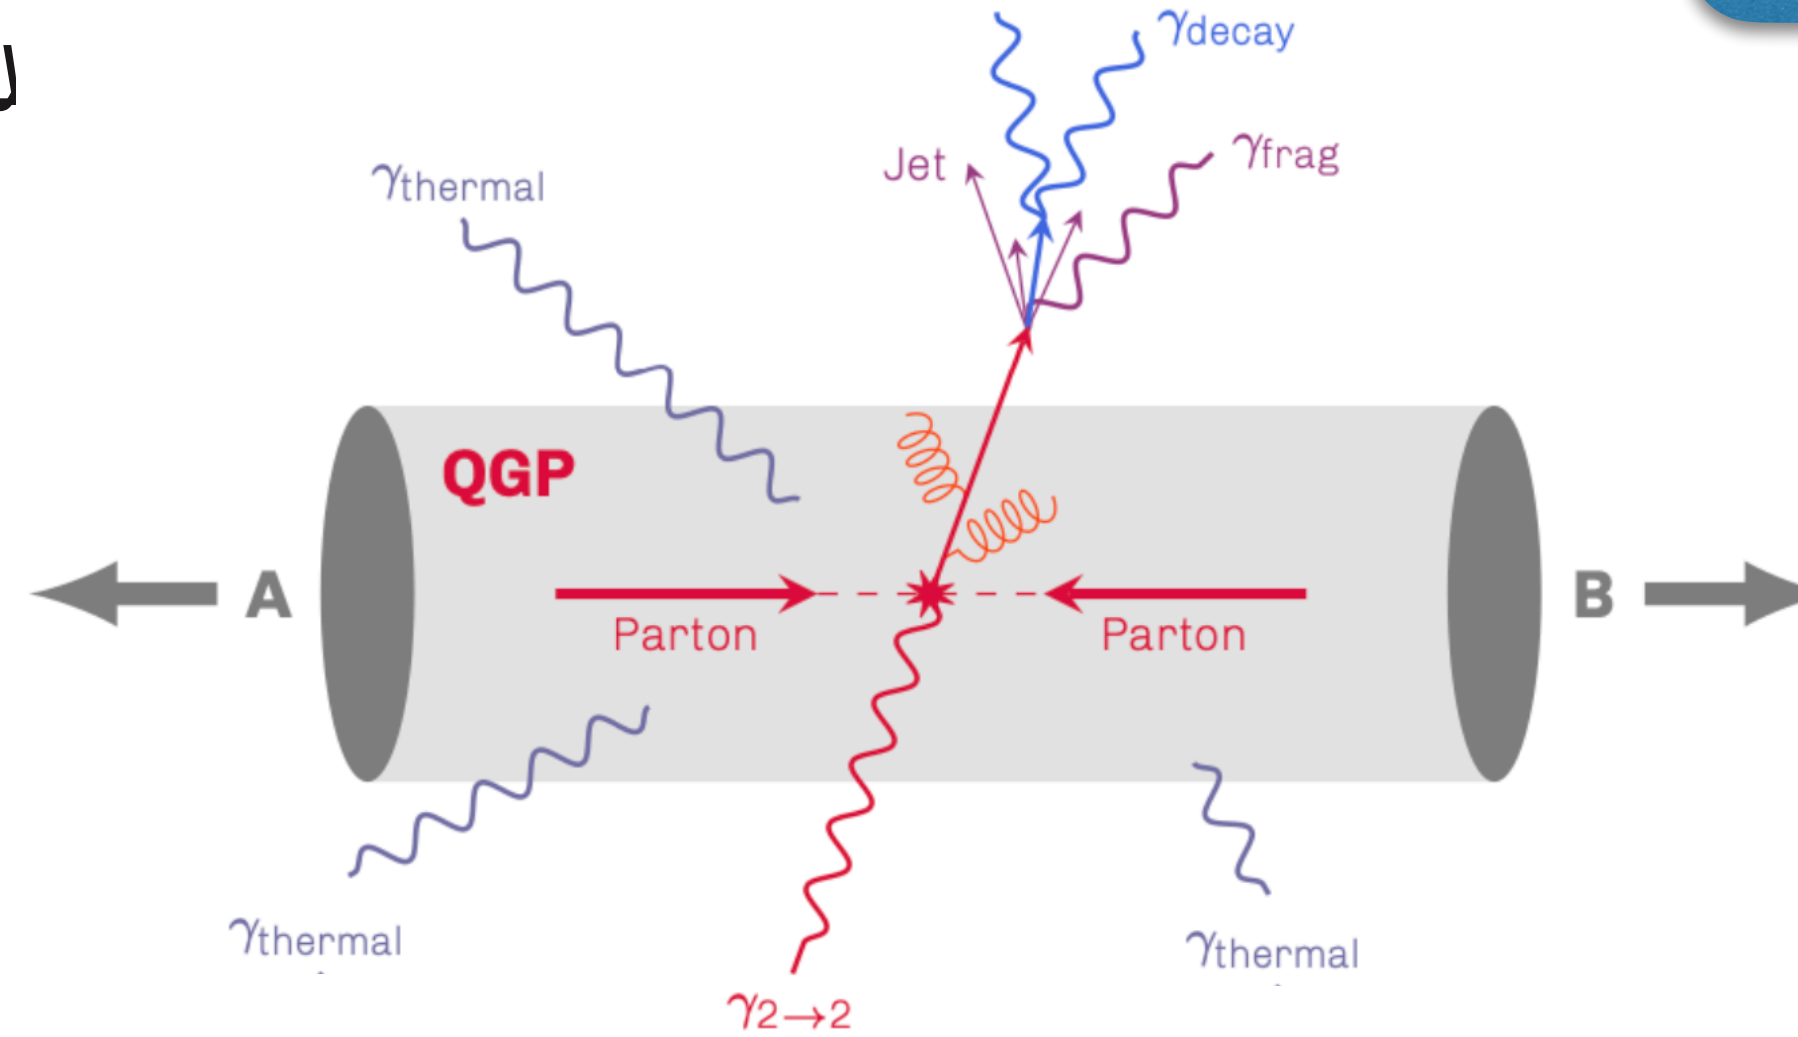 γdecay
γfrag
Jet
γthermal
QGP
A
B
Parton
Parton
γthermal
γthermal
γ2→2